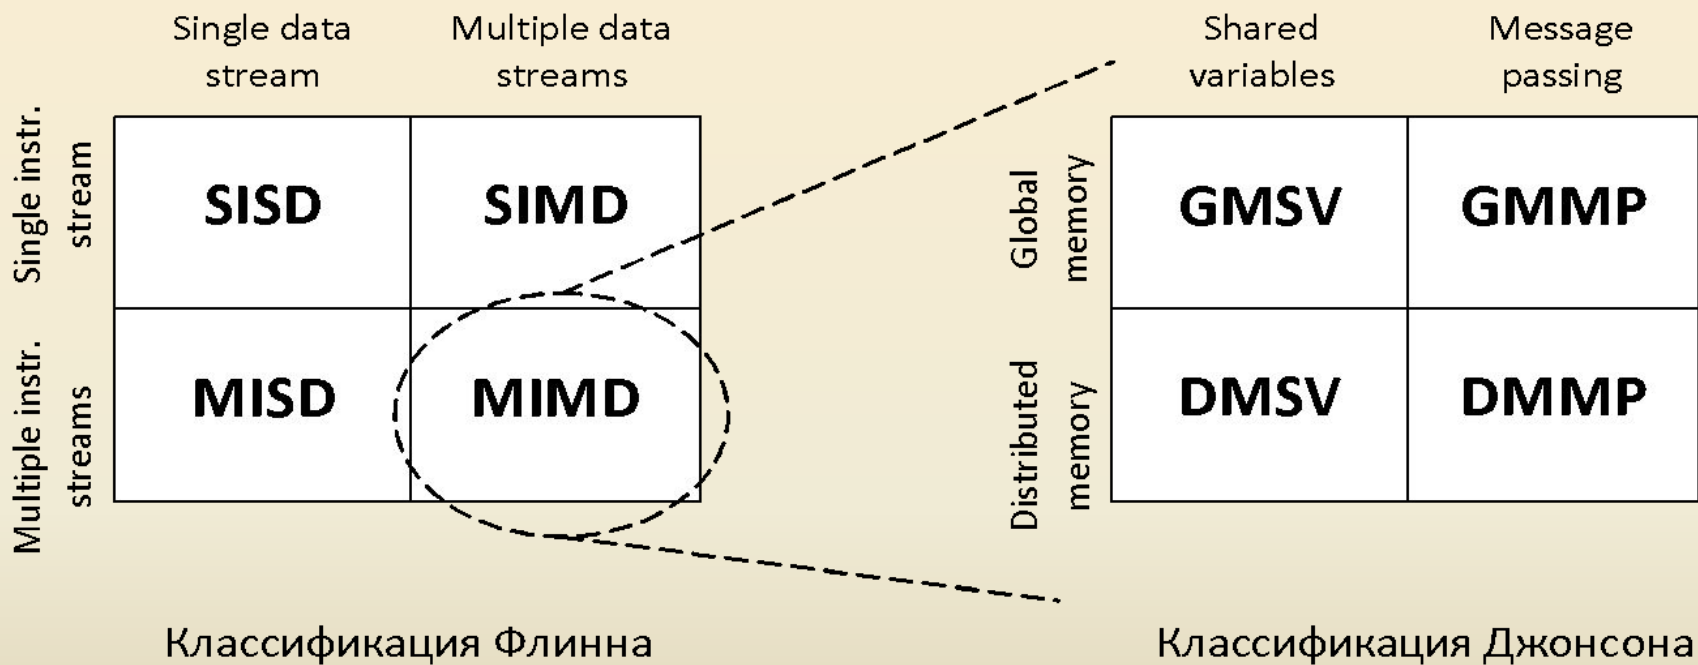 Single data
stream
Multiple data
streams
Single instr.
stream
SISD
SIMD
Multiple instr.
streams
MISD
MIMD
Классификация Флинна
Shared
variables
Message
passing
Global
memory
GMSV
GMMP
Distributed
memory
DMSV
DMMP
Классификация Джонсона